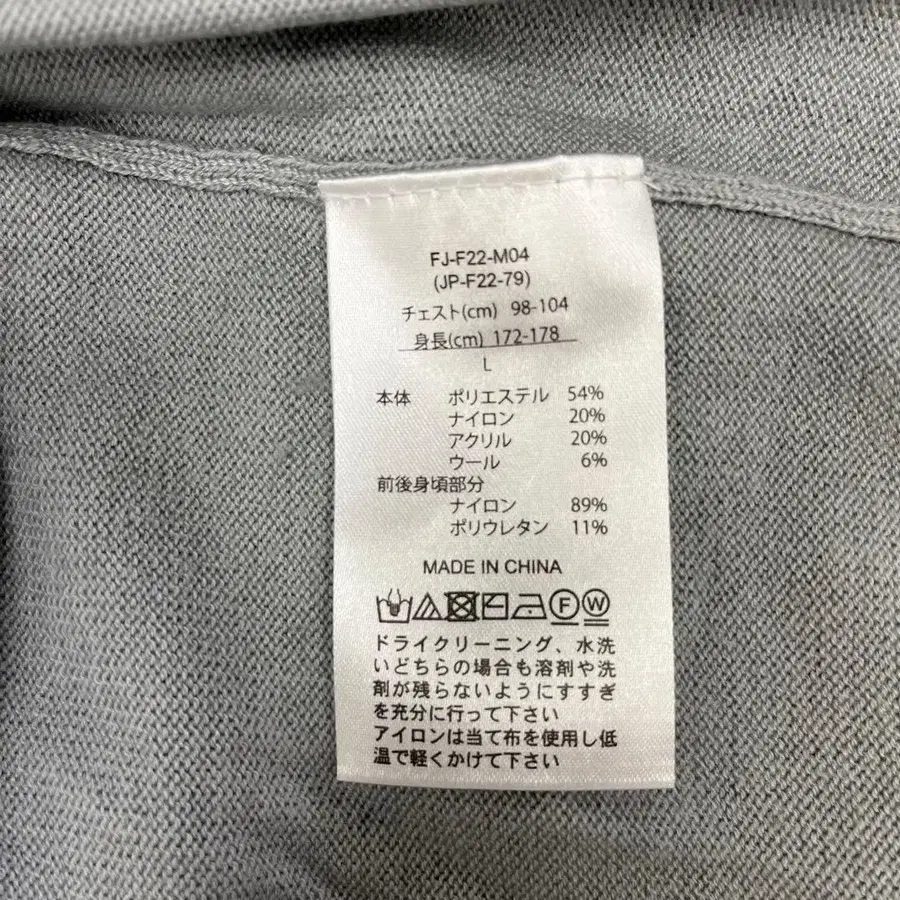 FJ-F22-M04
(JP-F22-79)
チェスト(cm) 98-104
身長(cm) 172-178
L
本体 ポリエステル 54%
ナイロン 20%
アクリル 20%
ウール 6%
前後身頃部分
ナイロン 89%
ポリウレタン 11%
MADE IN CHINA
F W
ドライクリーニング、水洗
いどちらの場合も溶剤や洗
剤が残らないようにすすぎ
を充分に行って下さい
アイロンは当て布を使用し低
温で軽くかけて下さい